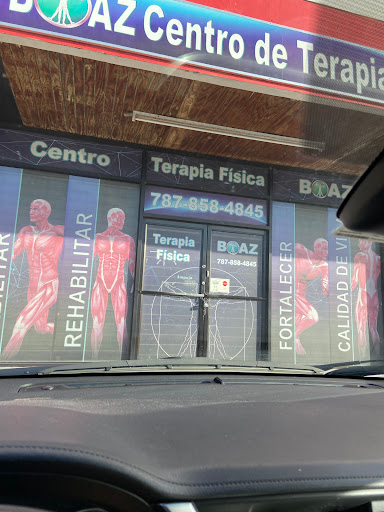 BOAZ Centro de Terapia
Centro
Terapia Física
BOAZ
787-858-4845
REHABILITAR
Terapia
Física
BOAZ
787-858-4845
FORTALECER
CALIDAD DE VI